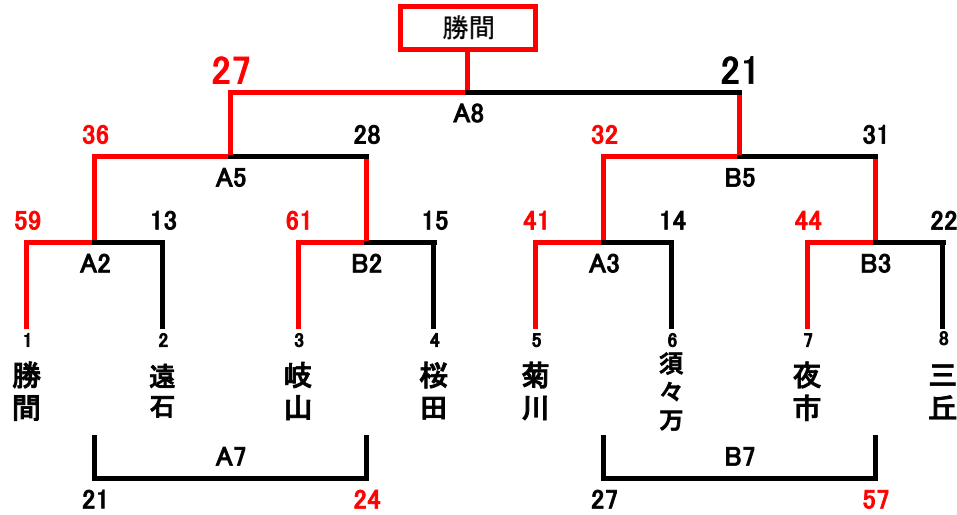 勝間
27 21
A8
36 28 32 31
A5 B5
59 13 61 15 41 14 44 22
A2 B2 A3 B3
1 2 3 4 5 6 7 8
勝間 遠石 岐山 桜田 菊川 須々万 夜市 三丘
A7 B7
21 24 27 57